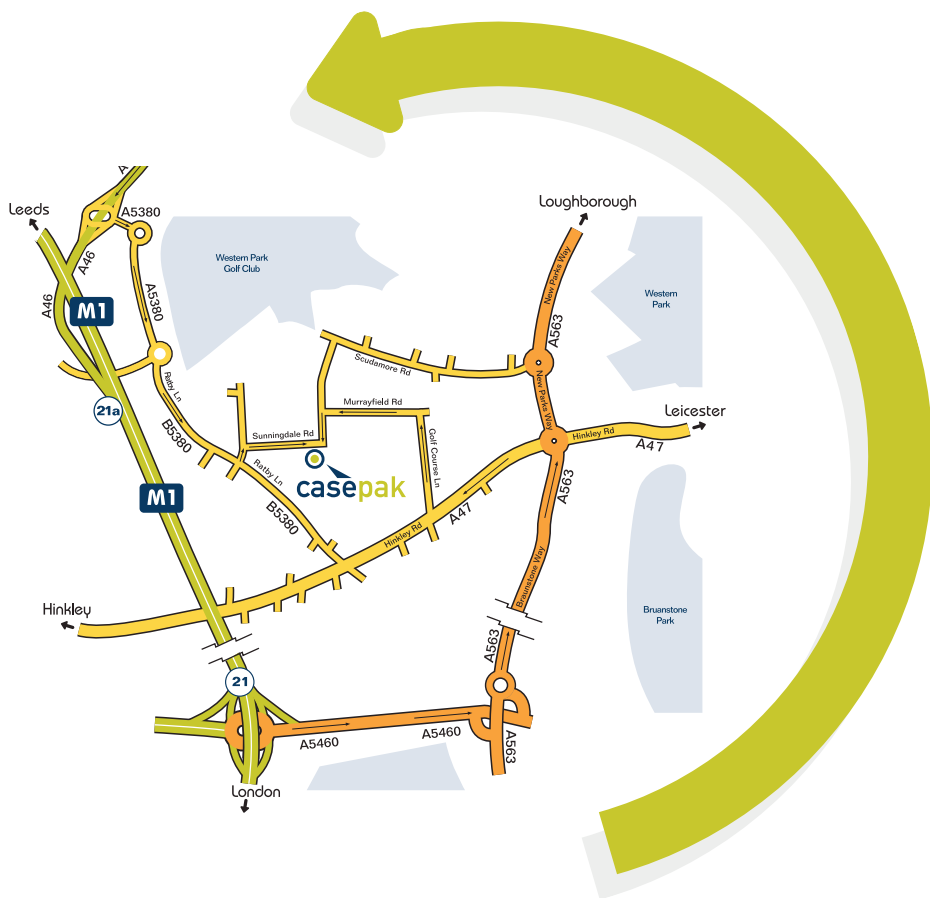 Loughborough
Leeds
A5380
Western Park
Golf Club
A46
New Parks Way
A46
A5380
M1
Western
Park
A563
Scudamore Rd
Ratby Ln
New Parks Way
Murrayfield Rd
21a
Leicester
B5380
Sunningdale Rd
Golf Course Ln
Hinkley Rd
A47
Ratby Ln
casepak
M1
A563
B5380
A47
Hinkley Rd
Braunstone Way
Hinkley
Bruanstone
Park
A563
21
A5460
A5460
A563
London